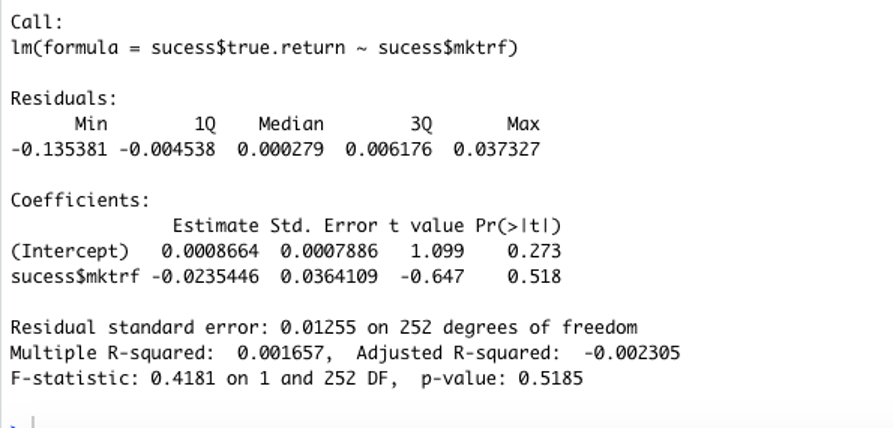 Call:
lm(formula = sucess$true.return ~ sucess$mktrf)
Residuals:
Min 1Q Median 3Q Max
-0.135381 -0.004538 0.000279 0.006176 0.037327
Coefficients:
Estimate Std. Error t value Pr(>|t|)
(Intercept) 0.0008664 0.0007886 1.099 0.273
sucess$mktrf -0.0235446 0.0364109 -0.647 0.518
Residual standard error: 0.01255 on 252 degrees of freedom
Multiple R-squared: 0.001657, Adjusted R-squared: -0.002305
F-statistic: 0.4181 on 1 and 252 DF, p-value: 0.5185